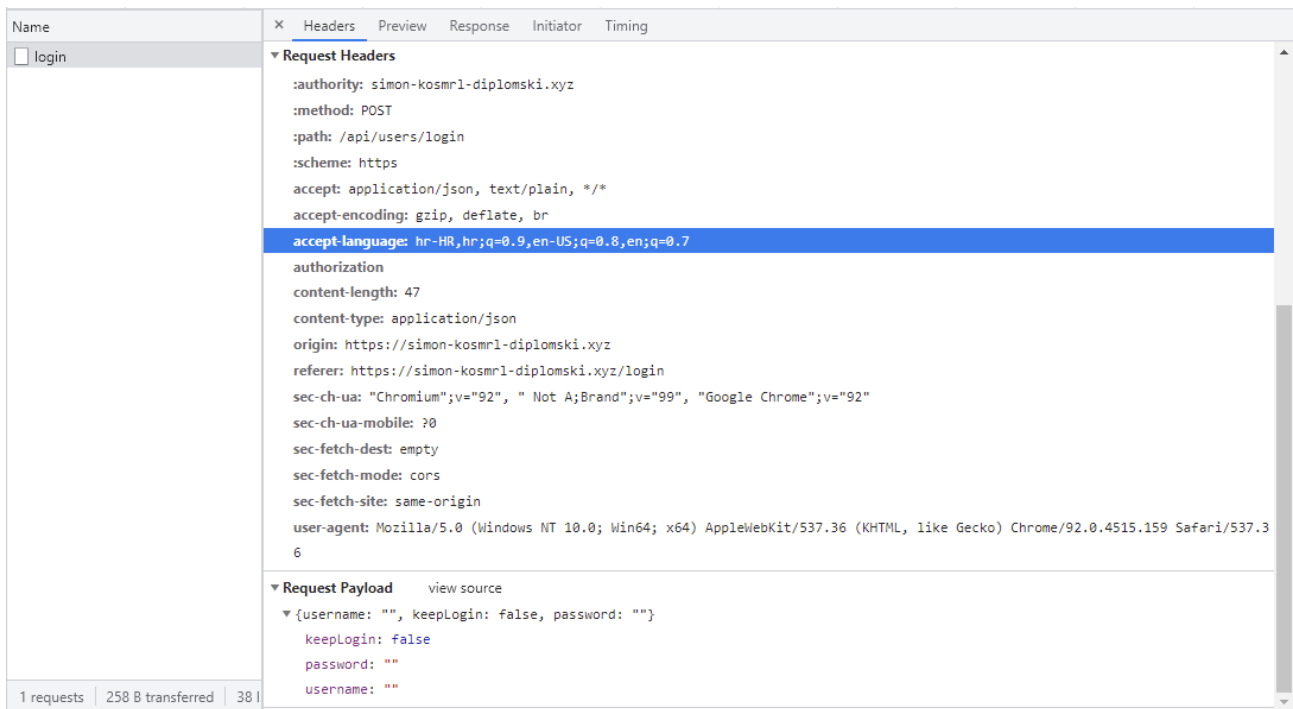 Name
× Headers Preview Response Initiator Timing
login
▼Request Headers
:authority: simon-kosmrl-diplomski.xyz
:method: POST
:path: /api/users/login
:scheme: https
accept: application/json, text/plain, */*
accept-encoding: gzip, deflate, br
accept-language: hr-HR,hr;q=0.9,en-US;q=0.8,en;q=0.7
authorization
content-length: 47
content-type: application/json
origin: https://simon-kosmrl-diplomski.xyz
referer: https://simon-kosmrl-diplomski.xyz/login
sec-ch-ua: "Chromium";v="92", " Not A;Brand";v="99", "Google Chrome";v="92"
sec-ch-ua-mobile: ?0
sec-fetch-dest: empty
sec-fetch-mode: cors
sec-fetch-site: same-origin
user-agent: Mozilla/5.0 (Windows NT 10.0; Win64; x64) AppleWebKit/537.36 (KHTML, like Gecko) Chrome/92.0.4515.159 Safari/537.3
6
▼Request Payload view source
▼{username: "", keepLogin: false, password: ""}
keepLogin: false
password: ""
username: ""
1 requests 258 B transferred 38